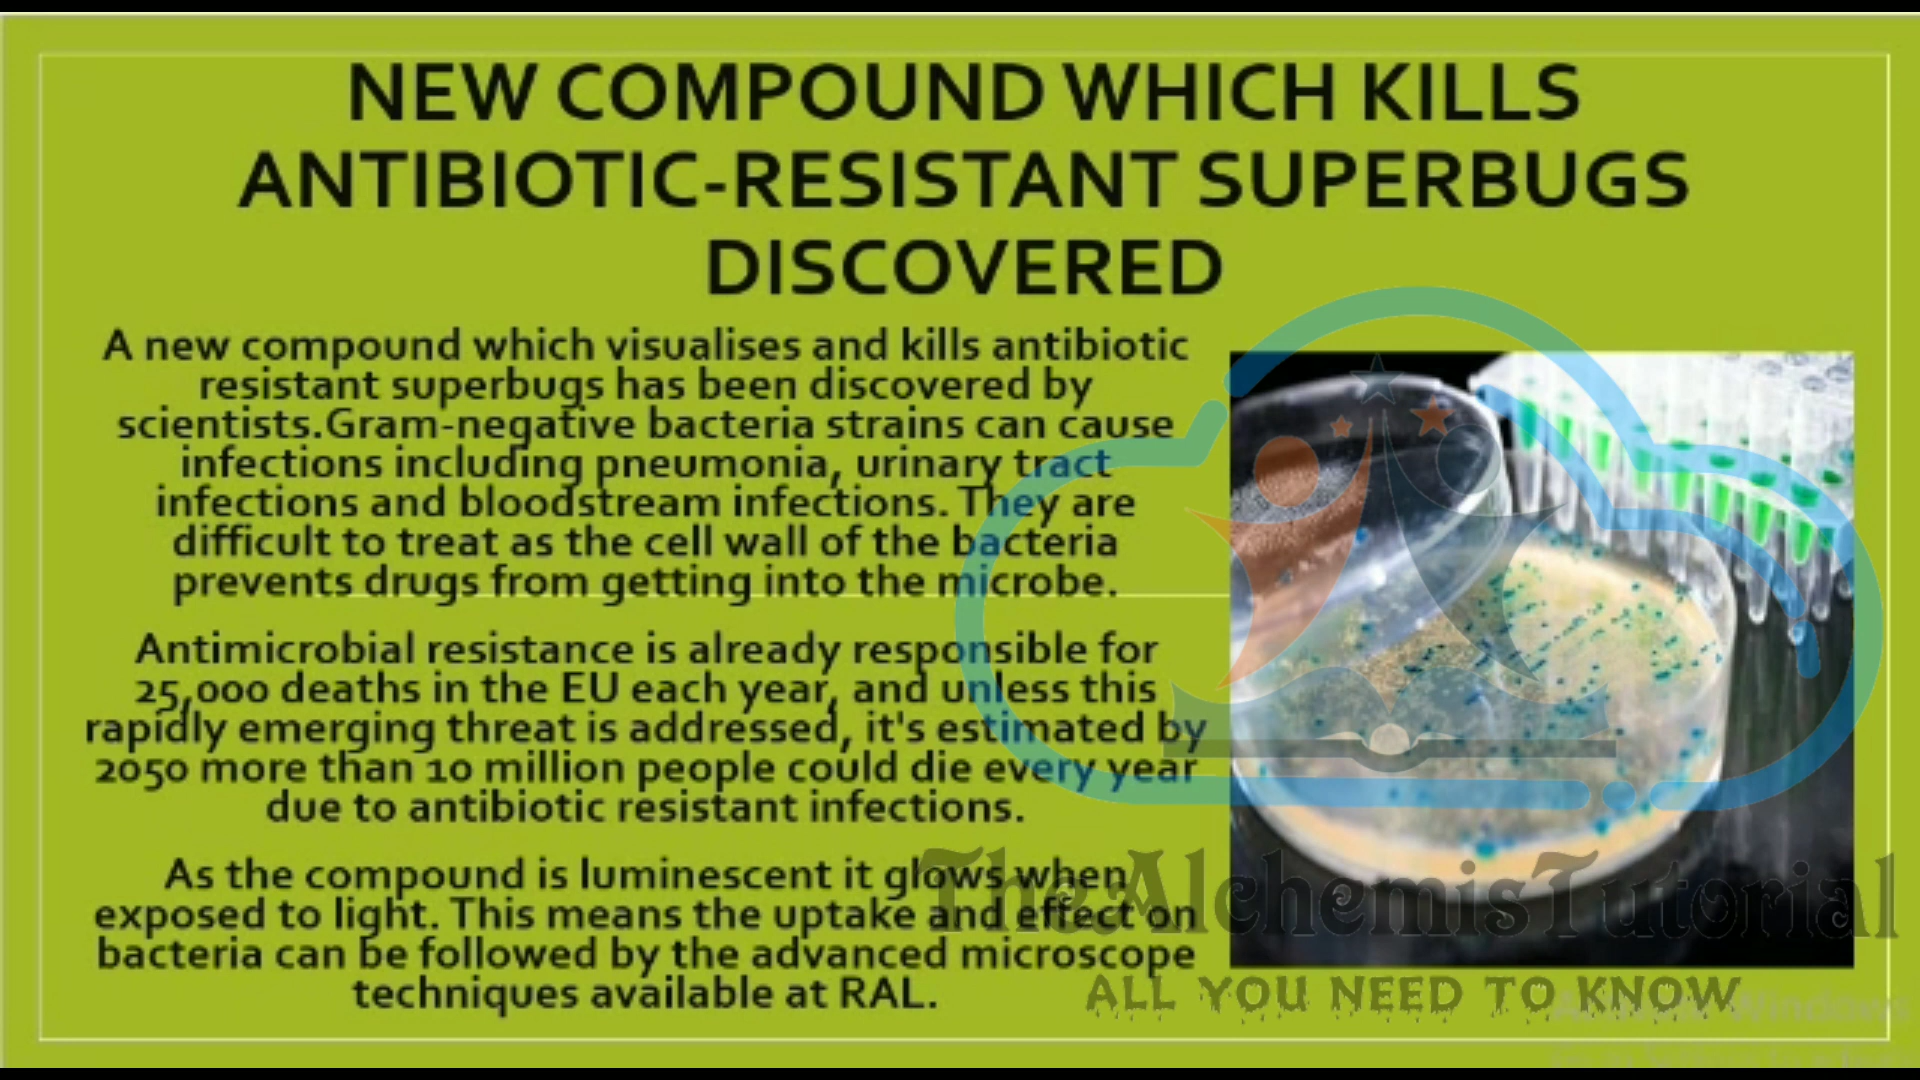 NEW COMPOUND WHICH KILLS
ANTIBIOTIC-RESISTANT SUPERBUGS
DISCOVERED
A new compound which visualises and kills antibiotic
resistant superbugs has been discovered by
scientists.Gram-negative bacteria strains can cause
infections including pneumonia, urinary tract
infections and bloodstream infections. They are
difficult to treat as the cell wall of the bacteria
prevents drugs from getting into the microbe.
Antimicrobial resistance is already responsible for
25,000 deaths in the EU each year, and unless this
rapidly emerging threat is addressed, it's estimated by
2050 more than 10 million people could die every year
due to antibiotic resistant infections.
As the compound is luminescent it glows when
exposed to light. This means the uptake and effect on
bacteria can be followed by the advanced microscope
techniques available at RAL.
TheAlchemisTutorial
ALL YOU NEED TO KNOW
Windows